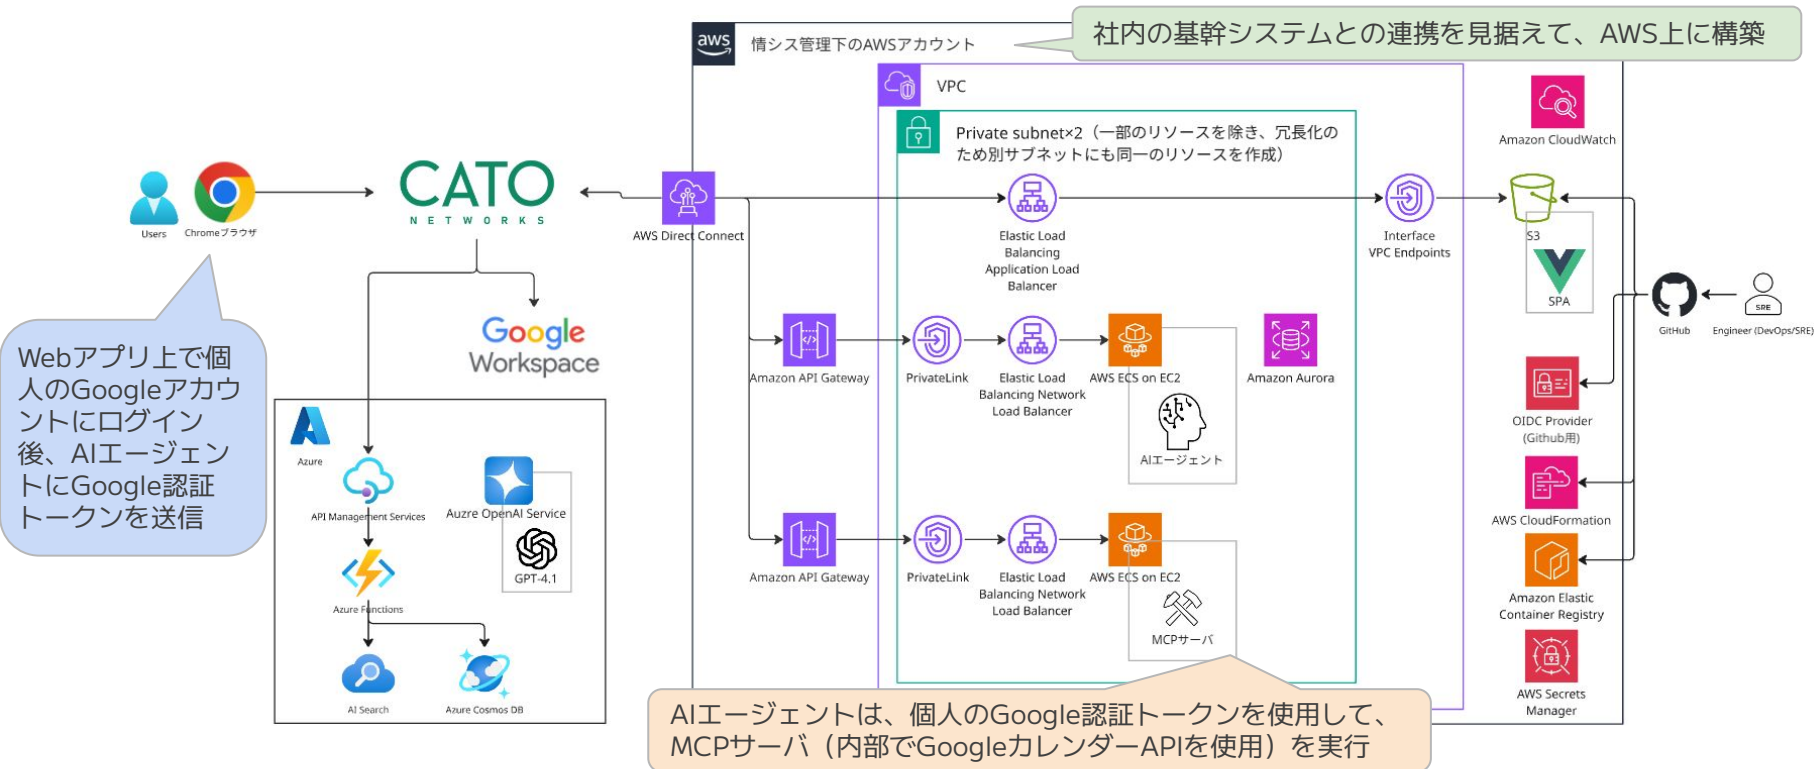 aws
情シス管理下のAWSアカウント
社内の基幹システムとの連携を見据えて、AWS上に構築
VPC
Private subnet×2（一部のリソースを除き、冗長化の
ため別サブネットにも同一のリソースを作成）
Amazon CloudWatch
Users
Chromeブラウザ
CATO
NETWORKS
AWS Direct Connect
Elastic Load
Balancing
Application Load
Balancer
Interface
VPC Endpoints
S3
SPA
GitHub
SRE
Engineer (DevOps/SRE)
Google
Workspace
Webアプリ上で個
人のGoogleアカウ
ントにログイン
後、AIエージェン
トにGoogle認証
トークンを送信
Amazon API Gateway
PrivateLink
Elastic Load
Balancing Network
Load Balancer
AWS ECS on EC2
AIエージェント
Amazon Aurora
OIDC Provider
(Github用)
Azure
API Management Services
Auzre OpenAI Service
GPT-4.1
Azure Functions
AI Search
Azure Cosmos DB
AWS CloudFormation
Amazon API Gateway
PrivateLink
Elastic Load
Balancing Network
Load Balancer
AWS ECS on EC2
MCPサーバ
Amazon Elastic
Container Registry
AWS Secrets
Manager
AIエージェントは、個人のGoogle認証トークンを使用して、
MCPサーバ（内部でGoogleカレンダーAPIを使用）を実行